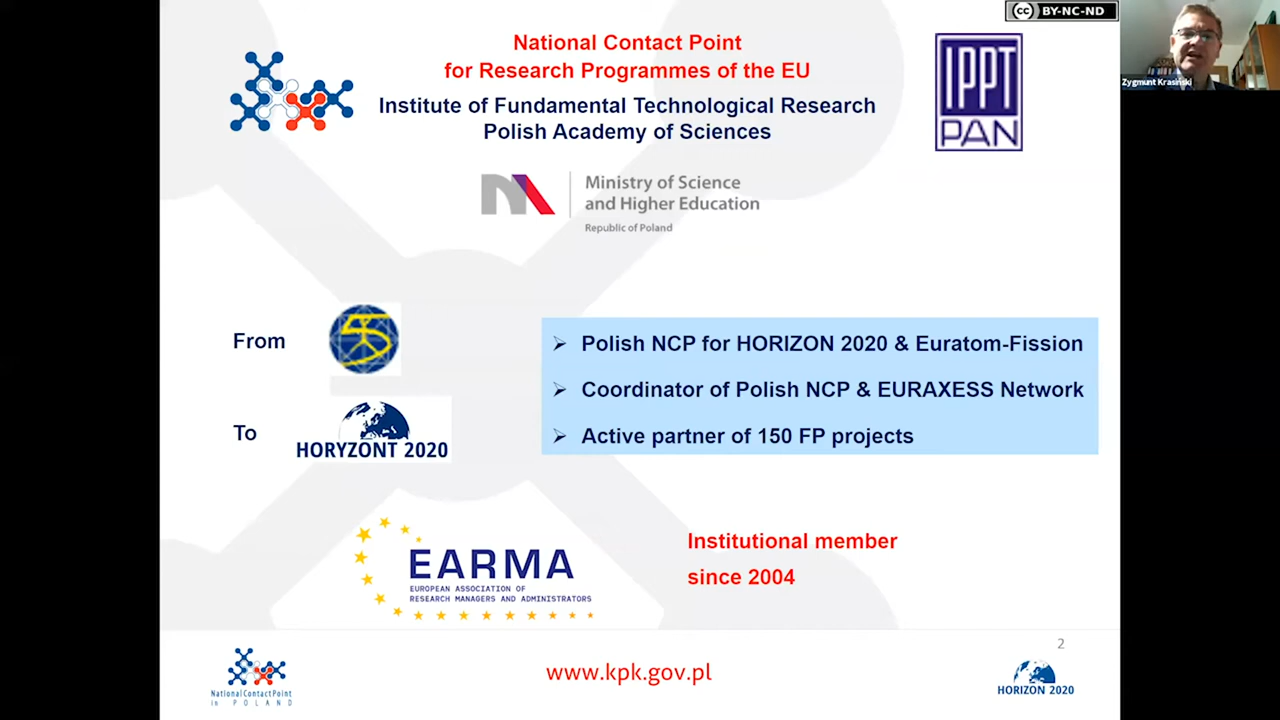 BY-NC-ND
Zygmunt Krasiński
National Contact Point
for Research Programmes of the EU
Institute of Fundamental Technological Research
Polish Academy of Sciences
IPPT
PAN
Ministry of Science
and Higher Education
Republic of Poland
From
5
To
HORYZONT 2020
➢ Polish NCP for HORIZON 2020 & Euratom-Fission
➢ Coordinator of Polish NCP & EURAXESS Network
➢ Active partner of 150 FP projects
EARMA
EUROPEAN ASSOCIATION OF
RESEARCH MANAGERS AND ADMINISTRATORS
Institutional member
since 2004
2
National Contact Point
in POLAND
www.kpk.gov.pl
HORIZON 2020